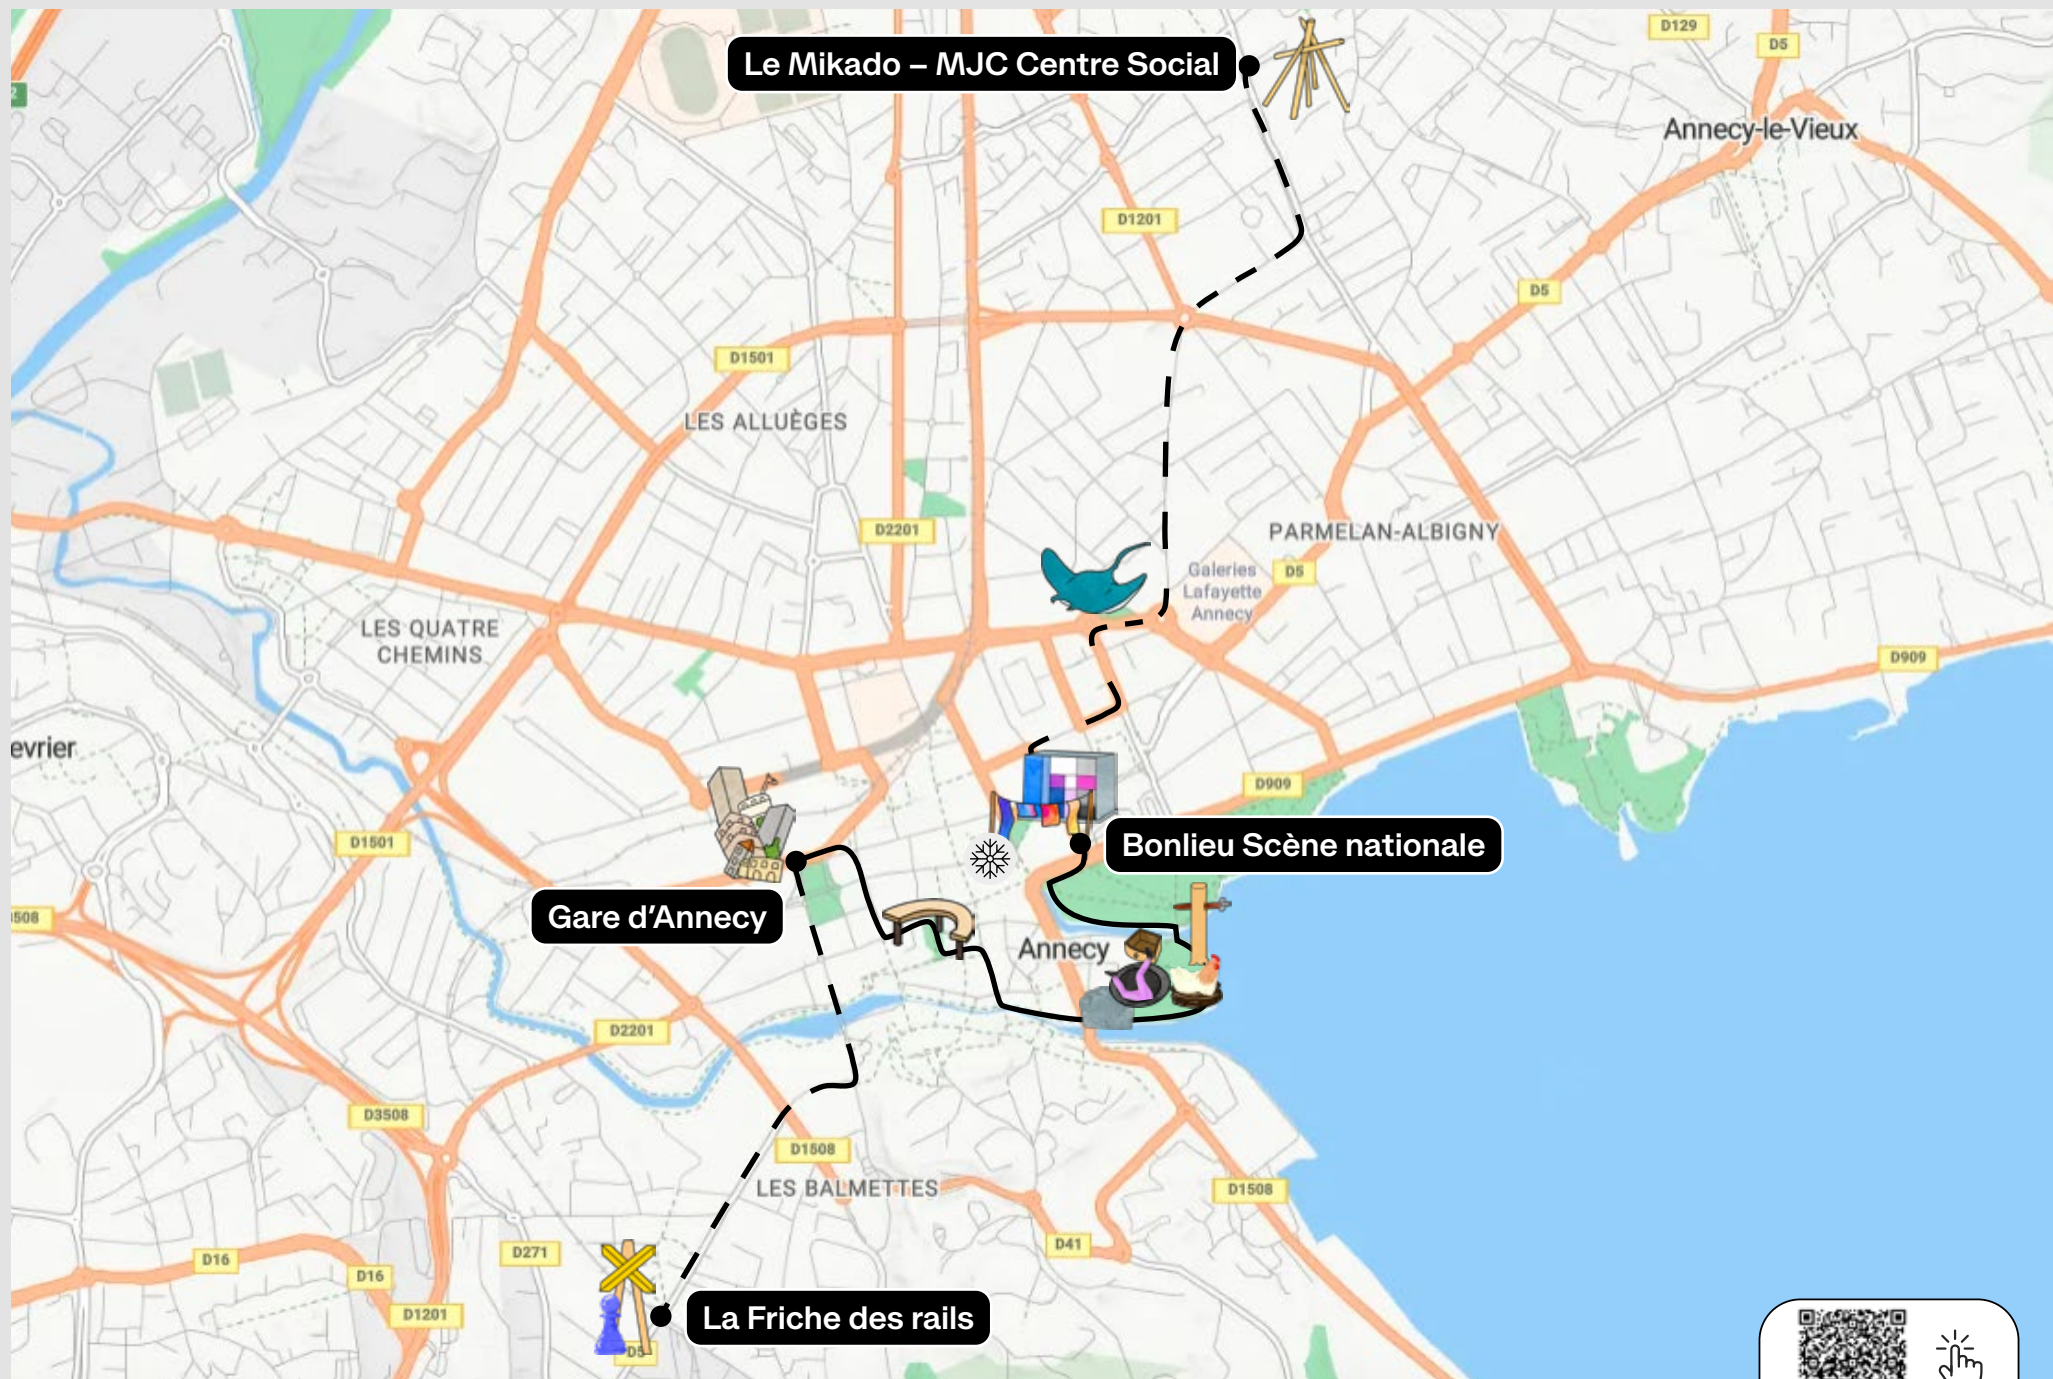 Le Mikado – MJC Centre Social
D129
D5
Annecy-le-Vieux
D1201
D5
D1501
LES ALLUÈGES
D2201
PARMELAN-ALBIGNY
Galeries
Lafayette
Annecy
D5
LES QUATRE
CHEMINS
D909
evrier
D909
D1501
Bonlieu Scène nationale
Gare d’Annecy
508
Annecy
D2201
D3508
D1508
LES BALMETTES
D1508
D16
D271
D41
D16
D1201
La Friche des rails
D5